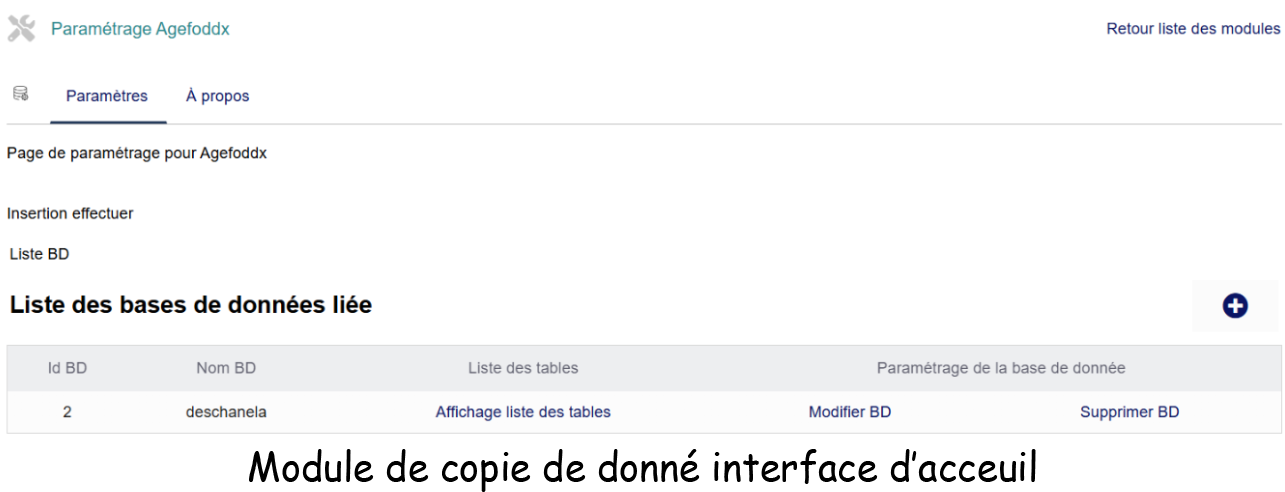 Paramétrage Agefoddx
Retour liste des modules
Paramètres À propos
Page de paramétrage pour Agefoddx
Insertion effectuer
Liste BD
Liste des bases de données liée
Id BD Nom BD Liste des tables Paramétrage de la base de donnée
2 deschanela Affichage liste des tables Modifier BD Supprimer BD
Module de copie de donné interface d'acceuil